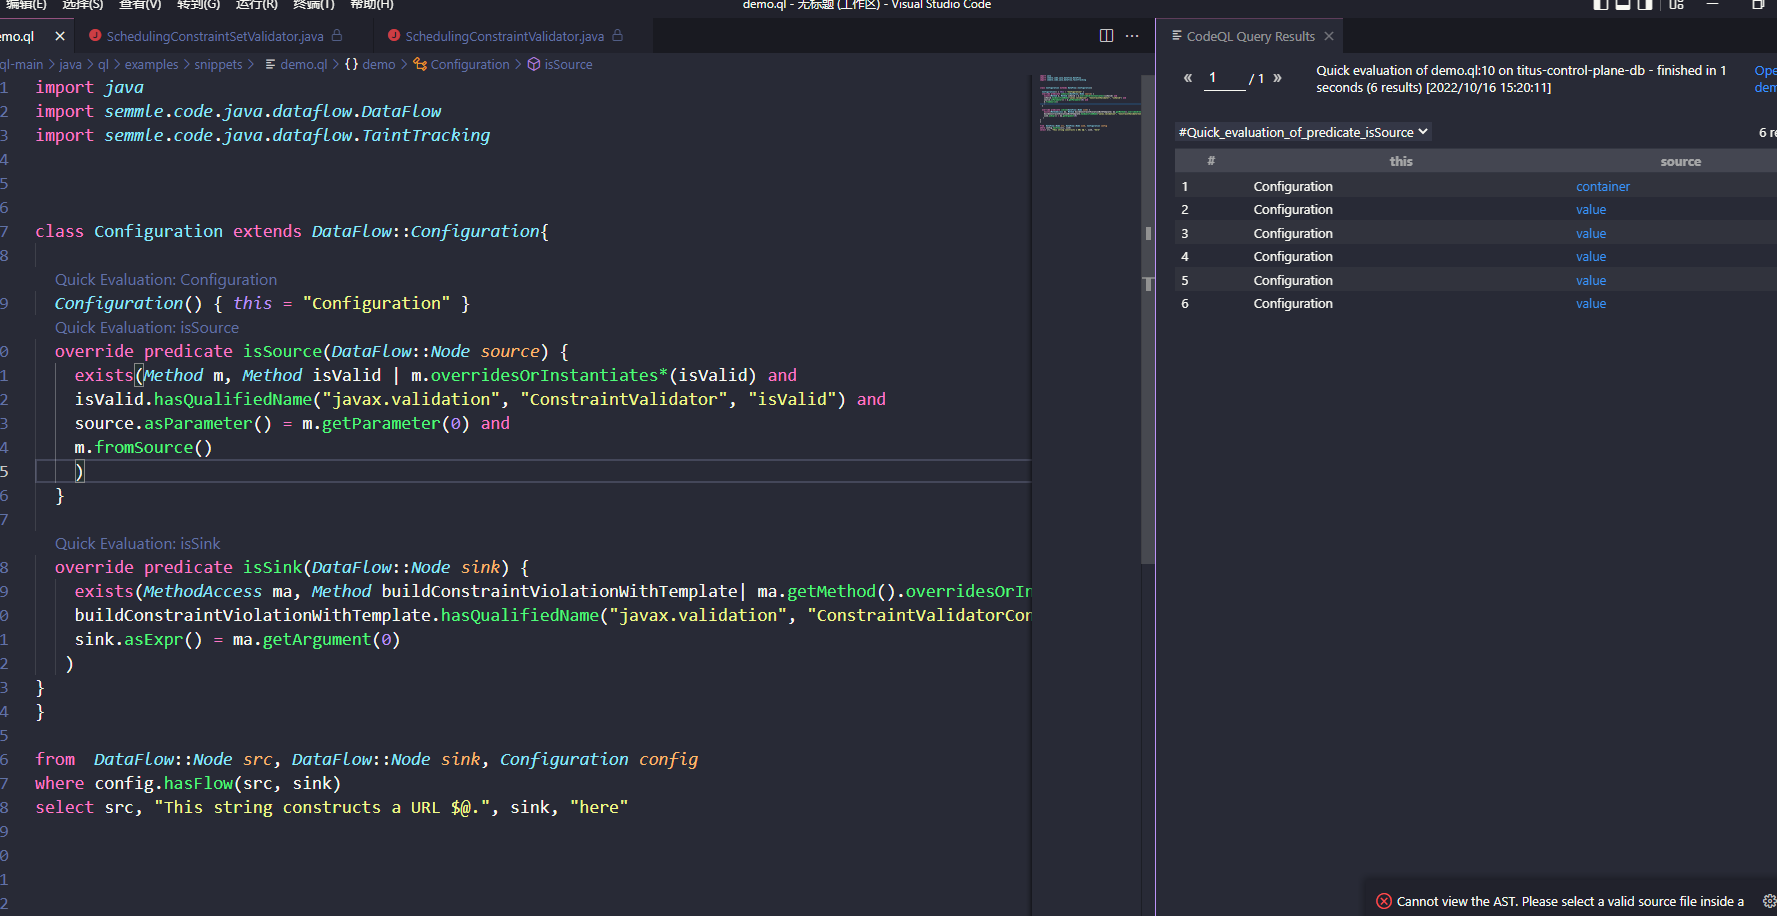 编辑(E) 选择(S) 查看(V) 转到(G) 运行(R) 终端(T) 帮助(H)
demo.ql - 无标题 (工作区) - Visual Studio Code
emo.ql
SchedulingConstraintSetValidator.java
SchedulingConstraintValidator.java
ql-main > java > ql > examples > snippets > demo.ql > {} demo > Configuration > isSource
1 import java
2 import semmle.code.java.dataflow.DataFlow
3 import semmle.code.java.dataflow.TaintTracking
4
5
6
7 class Configuration extends DataFlow::Configuration{
8
Quick Evaluation: Configuration
9 Configuration() { this = "Configuration" }
Quick Evaluation: isSource
0 override predicate isSource(DataFlow::Node source) {
1 exists(Method m, Method isValid | m.overridesOrInstantiates*(isValid) and
2 isValid.hasQualifiedName("javax.validation", "ConstraintValidator", "isValid") and
3 source.asParameter() = m.getParameter(0) and
4 m.fromSource()
5 )
6 }
7
Quick Evaluation: isSink
8 override predicate isSink(DataFlow::Node sink) {
9 exists(MethodAccess ma, Method buildConstraintViolationWithTemplate| ma.getMethod().overridesOrIn
0 buildConstraintViolationWithTemplate.hasQualifiedName("javax.validation", "ConstraintValidatorCon
1 sink.asExpr() = ma.getArgument(0)
2 )
3 }
4 }
5
6 from  DataFlow::Node src, DataFlow::Node sink, Configuration config
7 where config.hasFlow(src, sink)
8 select src, "This string constructs a URL $@.", sink, "here"
9
0
1
2
CodeQL Query Results
« 1 / 1 »
Quick evaluation of demo.ql:10 on titus-control-plane-db - finished in 1
seconds (6 results) [2022/10/16 15:20:11]
Ope
dem
#Quick_evaluation_of_predicate_isSource
6 re
# this source
1 Configuration container
2 Configuration value
3 Configuration value
4 Configuration value
5 Configuration value
6 Configuration value
Cannot view the AST. Please select a valid source file inside a